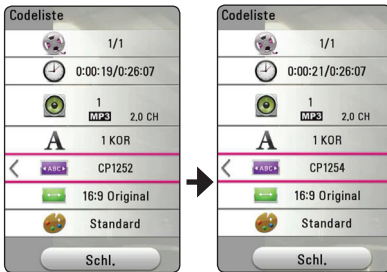 Codeliste
1/1
0:00:19/0:26:07
1
MP3 2,0 CH
A 1 KOR
ABC CP1252
16:9 Original
Standard
Schl.
Codeliste
1/1
0:00:21/0:26:07
1
MP3 2,0 CH
A 1 KOR
ABC CP1254
16:9 Original
Standard
Schl.